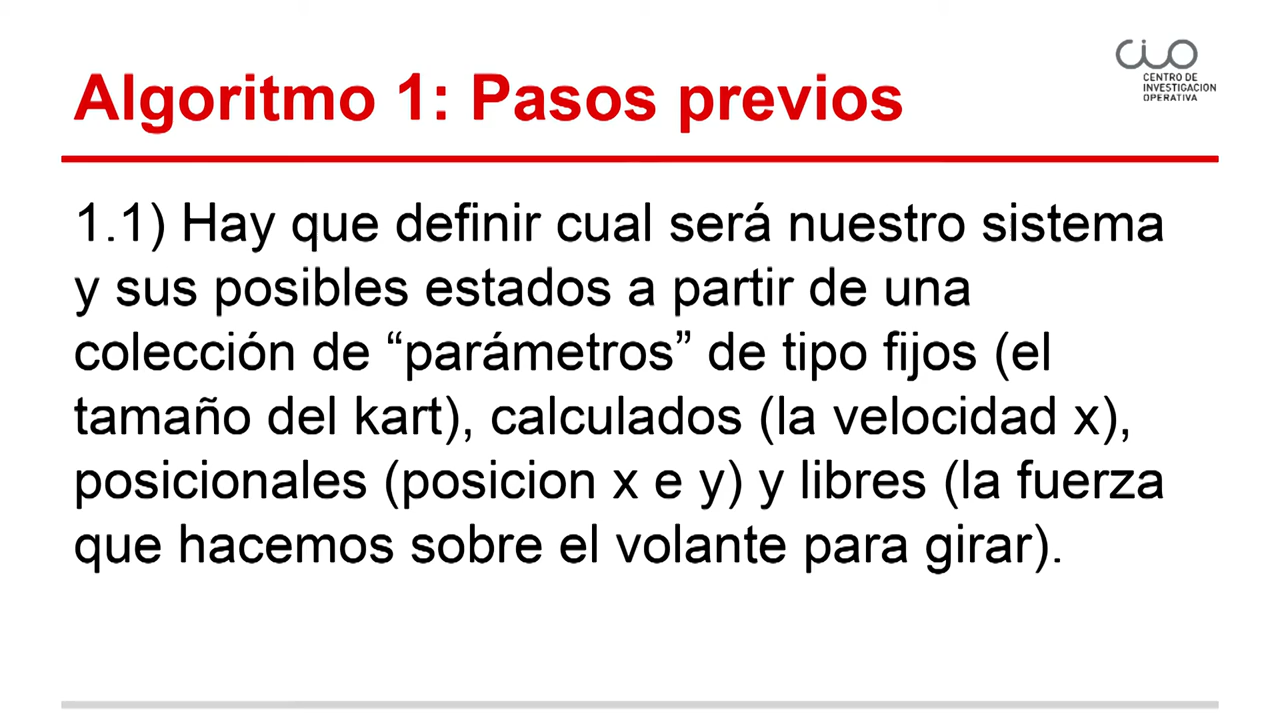 Algoritmo 1: Pasos previos
CIO
CENTRO DE
INVESTIGACION
OPERATIVA
1.1) Hay que definir cual será nuestro sistema
y sus posibles estados a partir de una
colección de “parámetros” de tipo fijos (el
tamaño del kart), calculados (la velocidad x),
posicionales (posicion x e y) y libres (la fuerza
que hacemos sobre el volante para girar).